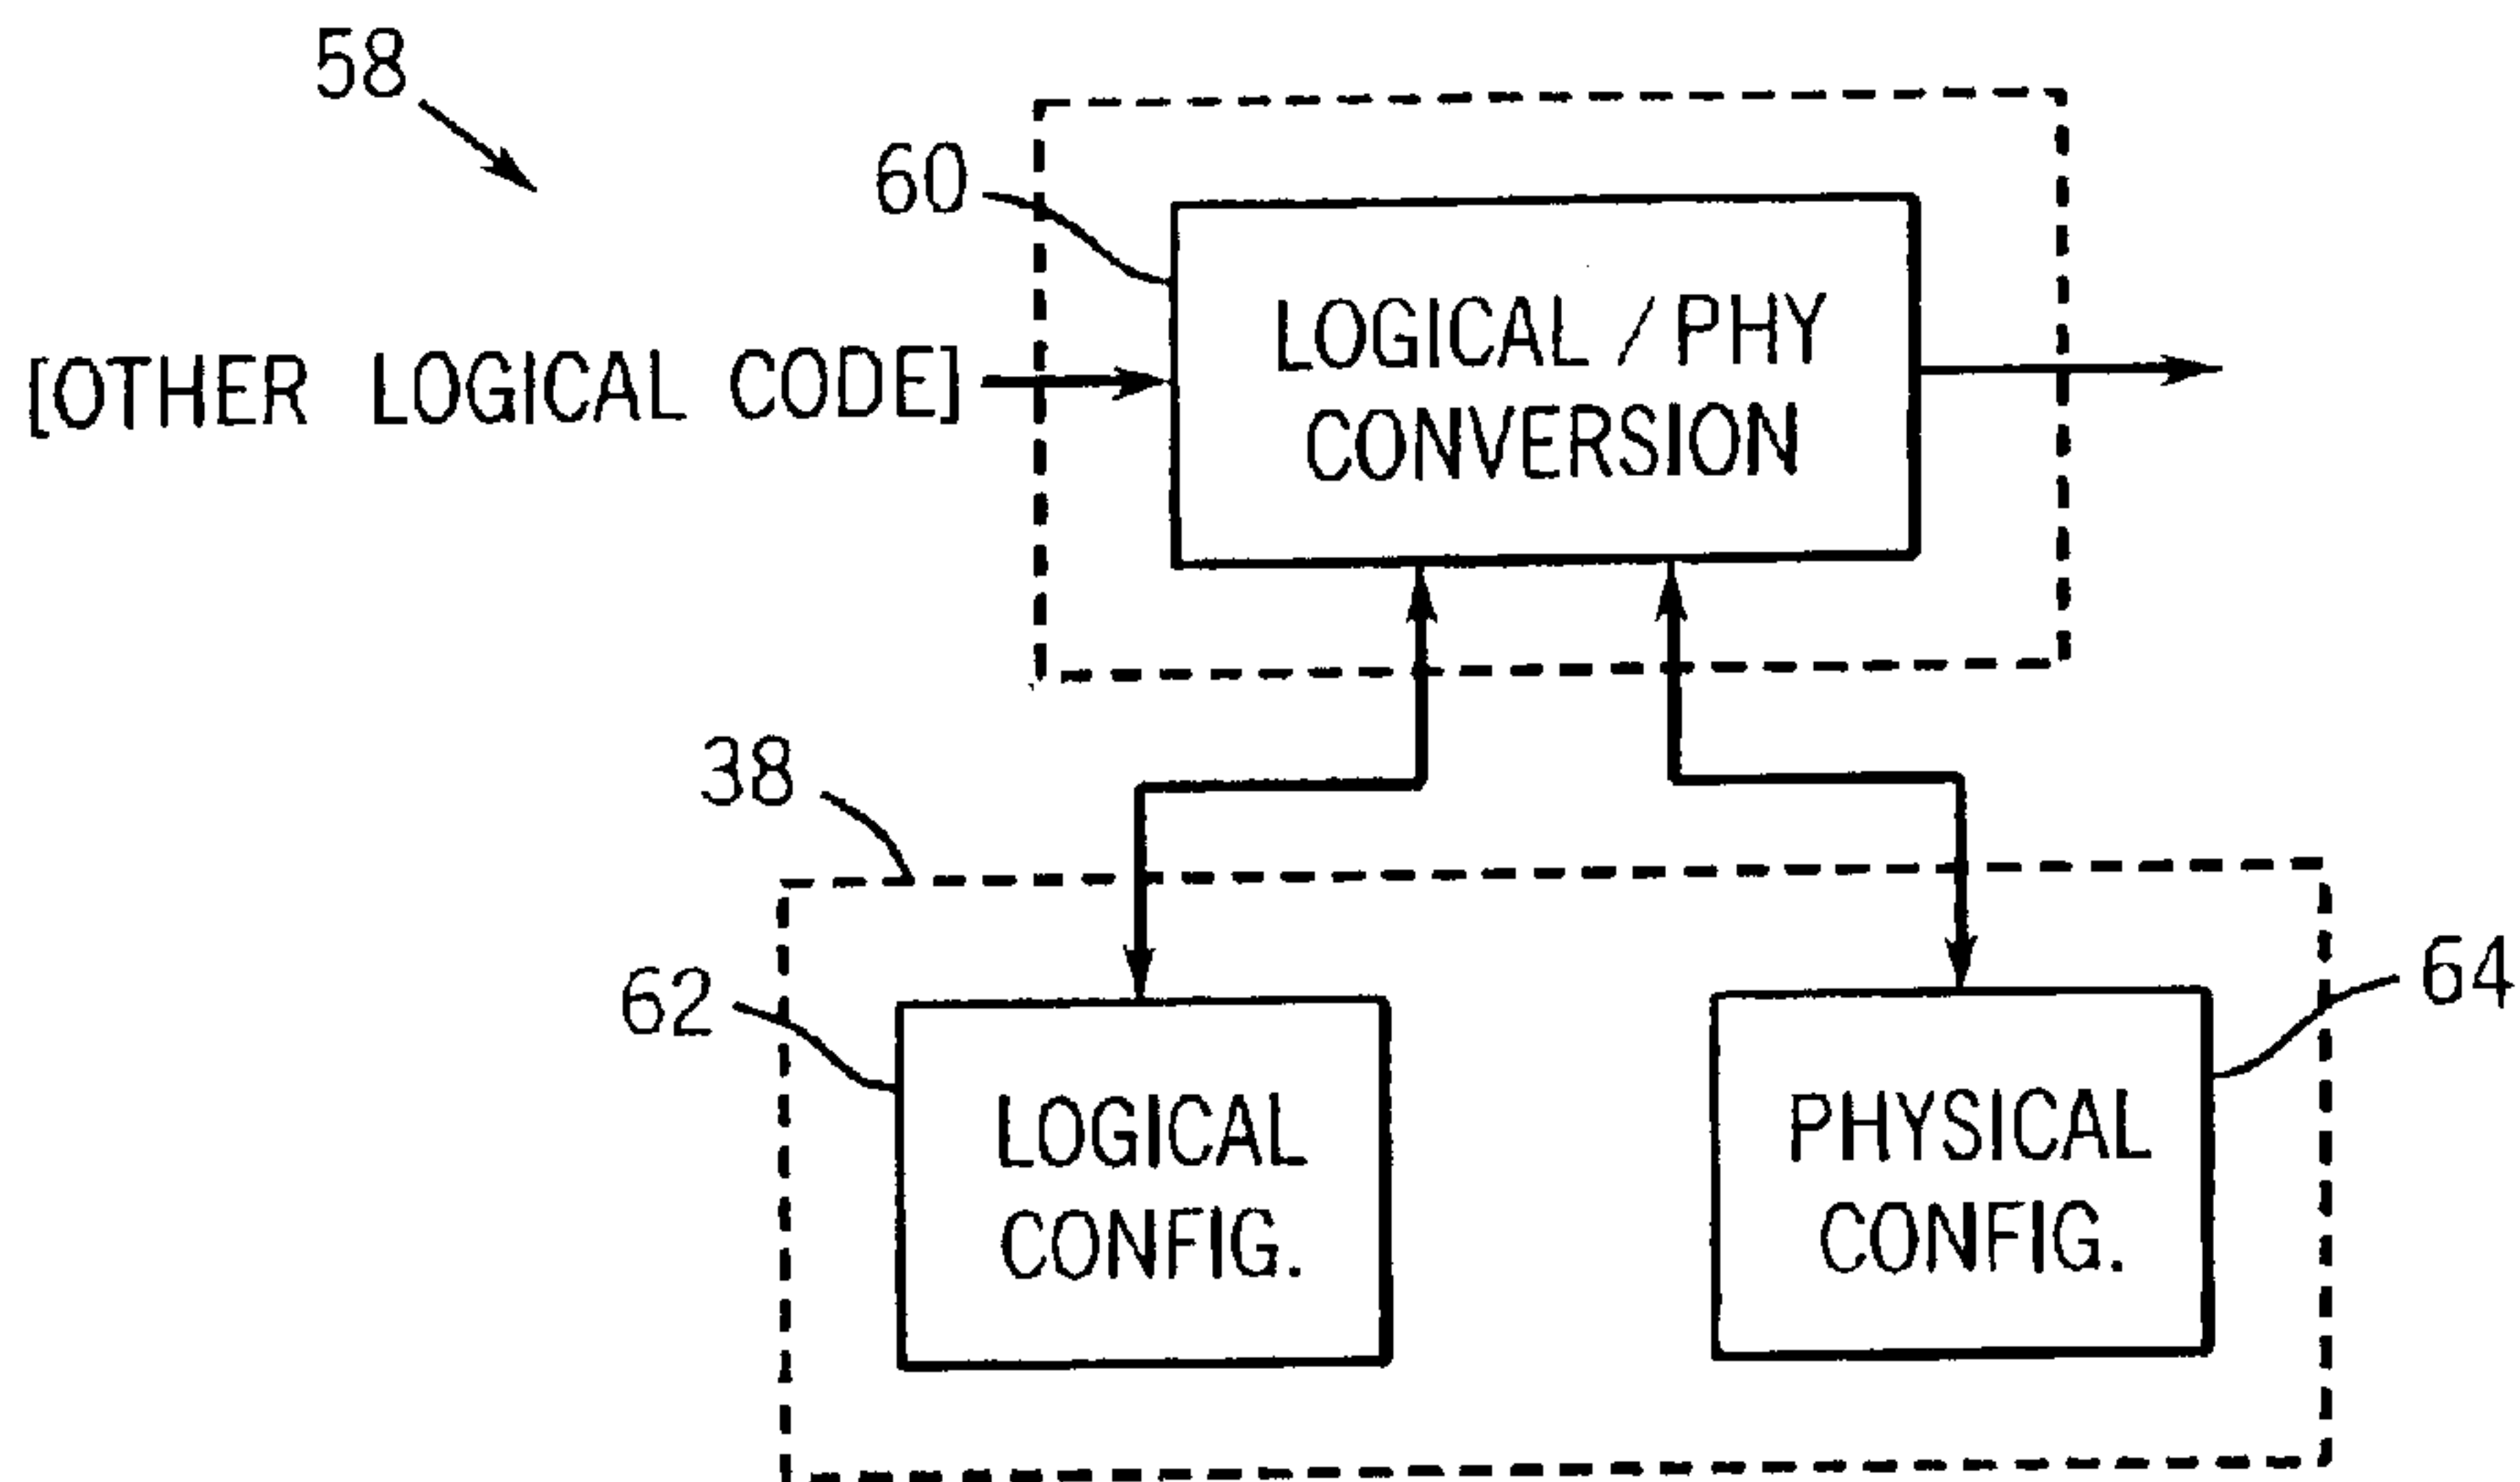 58
60
LOGICAL / PHY
CONVERSION
[OTHER LOGICAL CODE]
38
62
64
LOGICAL
CONFIG.
PHYSICAL
CONFIG.